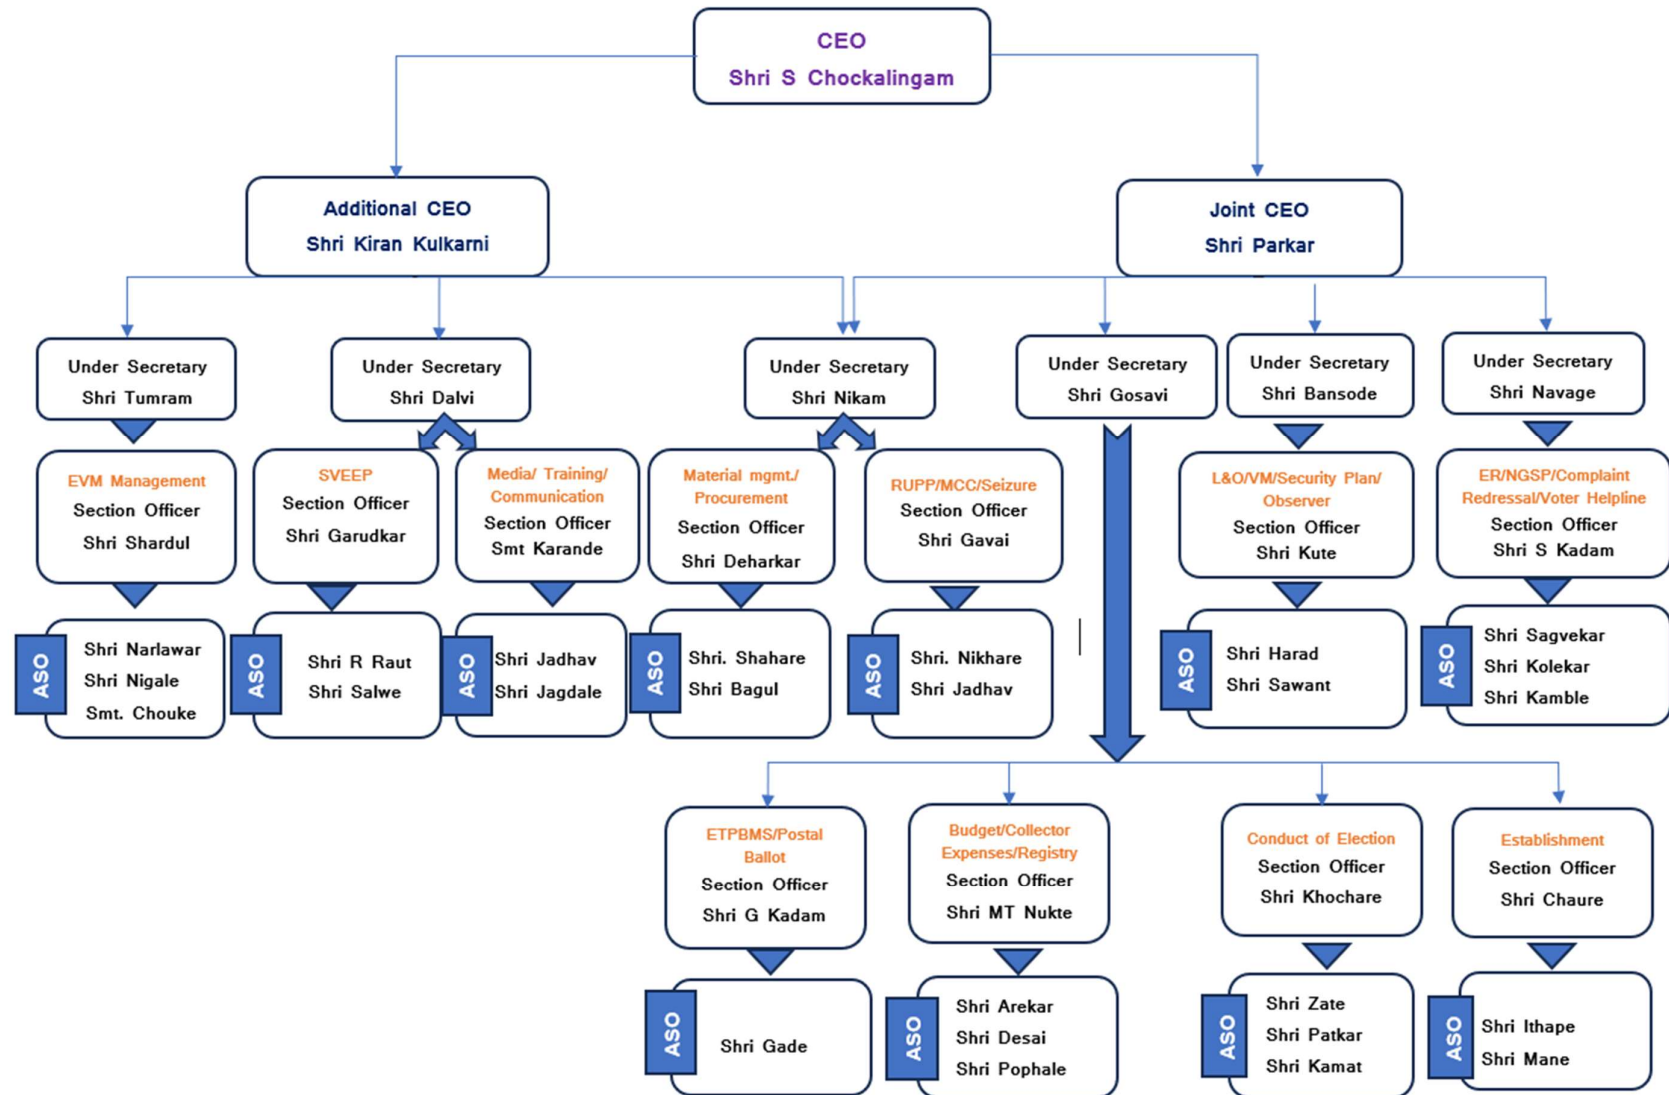 CEO
Shri S Chockalingam
Additional CEO
Shri Kiran Kulkarni
Joint CEO
Shri Parkar
Under Secretary
Shri Tumram
Under Secretary
Shri Dalvi
Under Secretary
Shri Nikam
Under Secretary
Shri Gosavi
Under Secretary
Shri Bansode
Under Secretary
Shri Navage
EVM Management
Section Officer
Shri Shardul
SVEEP
Section Officer
Shri Garudkar
Media/ Training/
Communication
Section Officer
Smt Karande
Material mgmt./
Procurement
Section Officer
Shri Deharkar
RUPP/MCC/Seizure
Section Officer
Shri Gavai
L&O/VM/Security Plan/
Observer
Section Officer
Shri Kute
ER/NGSP/Complaint
Redressal/Voter Helpline
Section Officer
Shri S Kadam
ASO
Shri Narlawar
Shri Nigale
Smt. Chouke
ASO
Shri R Raut
Shri Salwe
ASO
Shri Jadhav
Shri Jagdale
ASO
Shri. Shahare
Shri Bagul
ASO
Shri. Nikhare
Shri Jadhav
ASO
Shri Harad
Shri Sawant
ASO
Shri Sagvekar
Shri Kolekar
Shri Kamble
ETPBMS/Postal
Ballot
Section Officer
Shri G Kadam
Budget/Collector
Expenses/Registry
Section Officer
Shri MT Nukte
Conduct of Election
Section Officer
Shri Khochare
Establishment
Section Officer
Shri Chaure
ASO
Shri Gade
ASO
Shri Arekar
Shri Desai
Shri Pophale
ASO
Shri Zate
Shri Patkar
Shri Kamat
ASO
Shri Ithape
Shri Mane